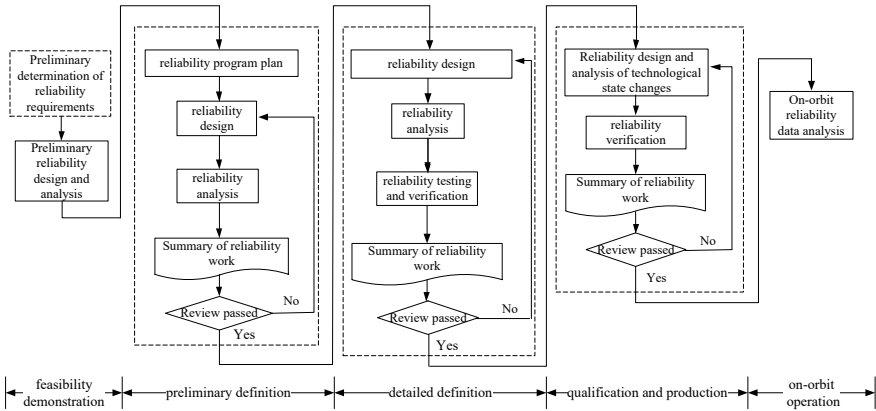 Preliminary
determination of
reliability
requirements
Preliminary
reliability
design and
analysis
reliability program plan
reliability
design
reliability
analysis
Summary of reliability
work
Review passed
No
Yes
reliability design
reliability
analysis
reliability testing
and verification
Summary of reliability
work
Review passed
No
Yes
Reliability design and
analysis of technological
state changes
reliability
verification
Summary of reliability
work
Review passed
No
Yes
On-orbit
reliability
data analysis
feasibility
demonstration
preliminary definition
detailed definition
qualification and production
on-orbit
operation